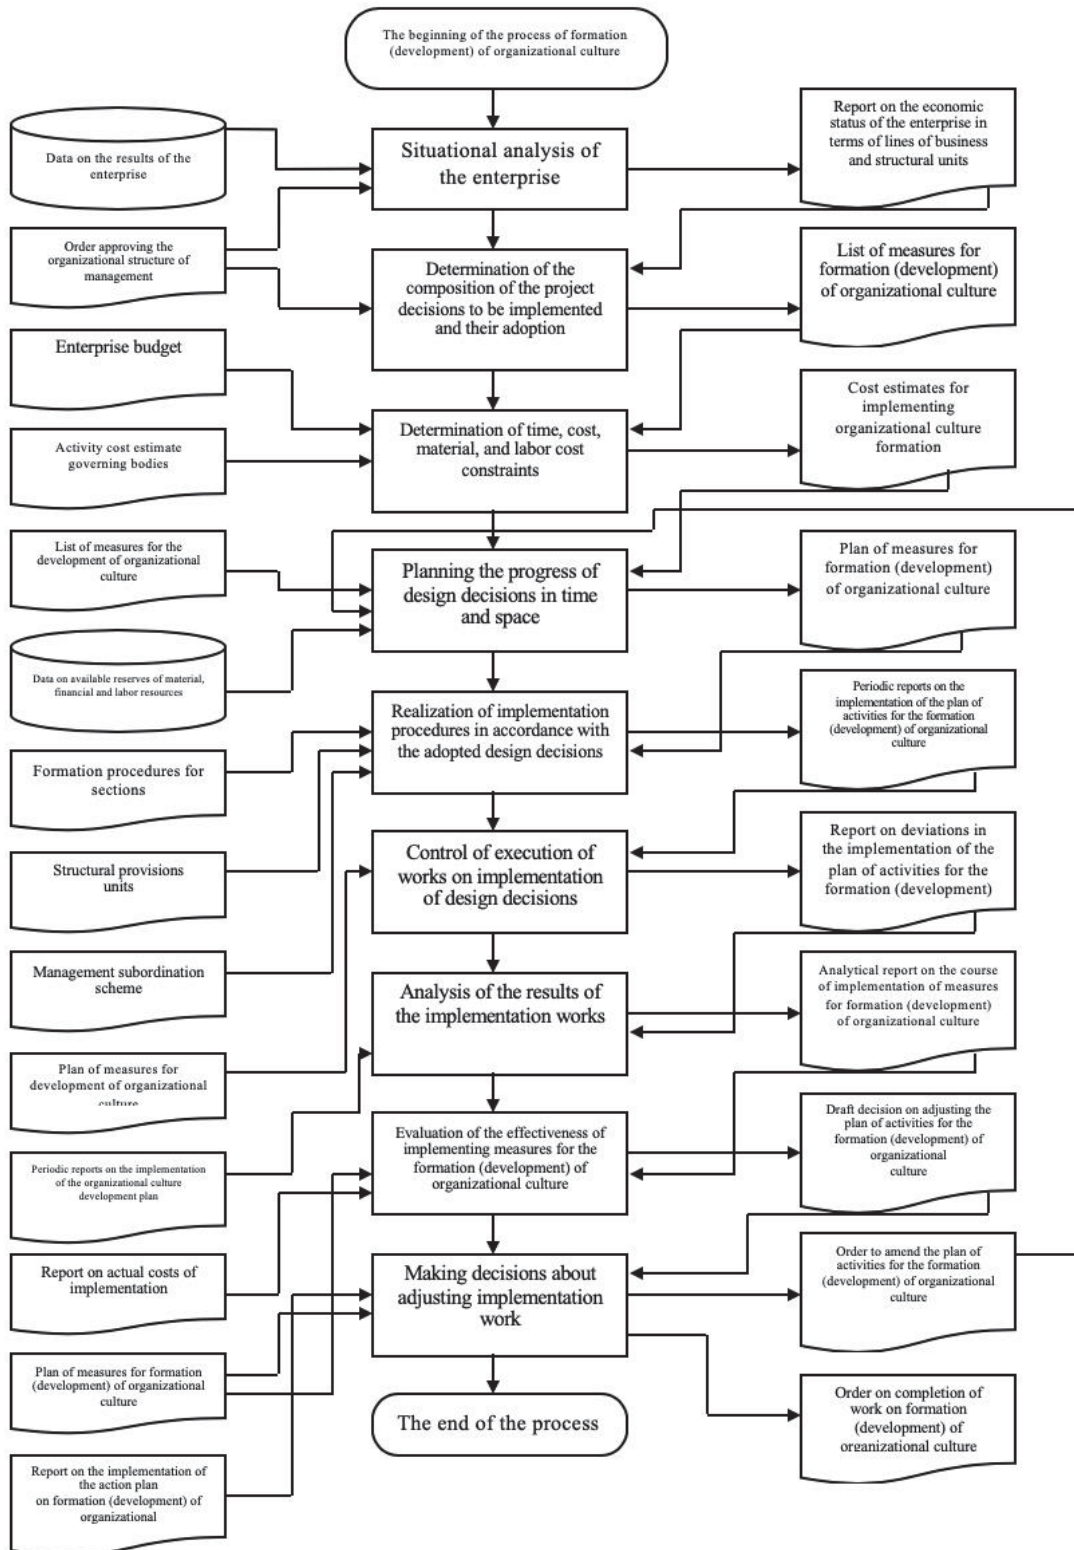 The beginning of the process of formation
(development) of organizational culture
Data on the results of the
enterprise
Situational analysis of
the enterprise
Report on the economic
status of the enterprise in
terms of lines of business
and structural units
Order approving the
organizational structure of
management
Determination of the
composition of the project
decisions to be implemented
and their adoption
List of measures for
formation (development)
of organizational culture
Enterprise budget
Activity cost estimate
governing bodies
Determination of time, cost,
material, and labor cost
constraints
Cost estimates for
implementing
organizational culture
formation
List of measures for the
development of organizational
culture
Planning the progress of
design decisions in time
and space
Plan of measures for
formation (development)
of organizational culture
Data on available reserves of material,
financial and labor resources
Realization of implementation
procedures in accordance with
the adopted design decisions
Periodic reports on the
implementation of the plan of
activities for the formation
(development) of organizational
culture
Formation procedures for
sections
Structural provisions
units
Control of execution of
works on implementation
of design decisions
Report on deviations in
the implementation of the
plan of activities for the
formation (development)
Management subordination
scheme
Analysis of the results of
the implementation works
Analytical report on the course
of implementation of measures
for formation (development)
of organizational culture
Plan of measures for
development of organizational
culture
Periodic reports on the implementation
of the organizational culture
development plan
Evaluation of the effectiveness of
implementing measures for the
formation (development) of
organizational culture
Draft decision on adjusting the
plan of activities for the
formation (development) of
organizational
culture
Report on actual costs of
implementation
Making decisions about
adjusting implementation
work
Order to amend the plan of
activities for the formation
(development) of organizational
culture
Plan of measures for formation
(development) of organizational
culture
The end of the process
Order on completion of
work on formation
(development) of
organizational culture
Report on the implementation of
the action plan
on formation (development) of
organizational